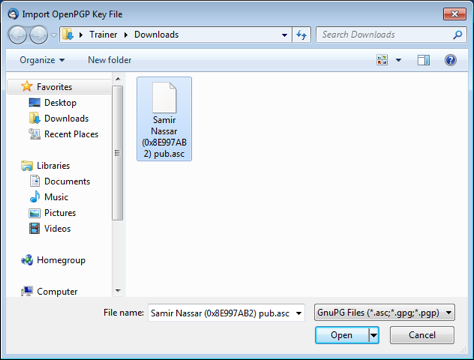 Import OpenPGP Key File
Trainer
Downloads
Search Downloads
Organize
New folder
Favorites
Desktop
Downloads
Recent Places
Libraries
Documents
Music
Pictures
Videos
Homegroup
Computer
Samir
Nassar
(0x8E997AB
2) pub.asc
File name:
Samir Nassar (0x8E997AB2) pub.asc
GnuPG Files (*.asc;*.gpg;*.pgp)
Open
Cancel